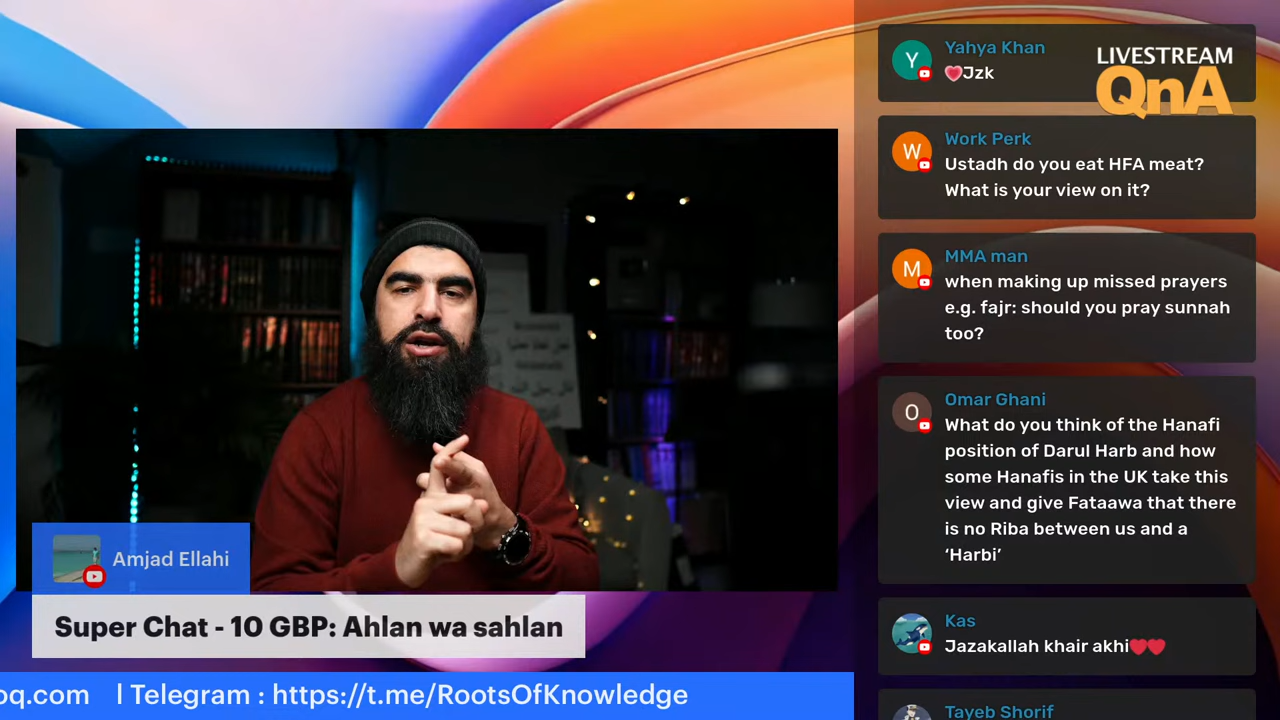 Yahya Khan
💗Jzk
LIVESTREAM
QnA
Work Perk
Ustadh do you eat HFA meat?
What is your view on it?
MMA man
when making up missed prayers
e.g. fajr: should you pray sunnah
too?
Omar Ghani
What do you think of the Hanafi
position of Darul Harb and how
some Hanafis in the UK take this
view and give Fataawa that there
is no Riba between us and a
‘Harbi’
Kas
Jazakallah khair akhi❤️❤️
Tayeb Shorif
Amjad Ellahi
Super Chat - 10 GBP: Ahlan wa sahlan
oq.com | Telegram : https://t.me/RootsOfKnowledge
Y
W
M
O